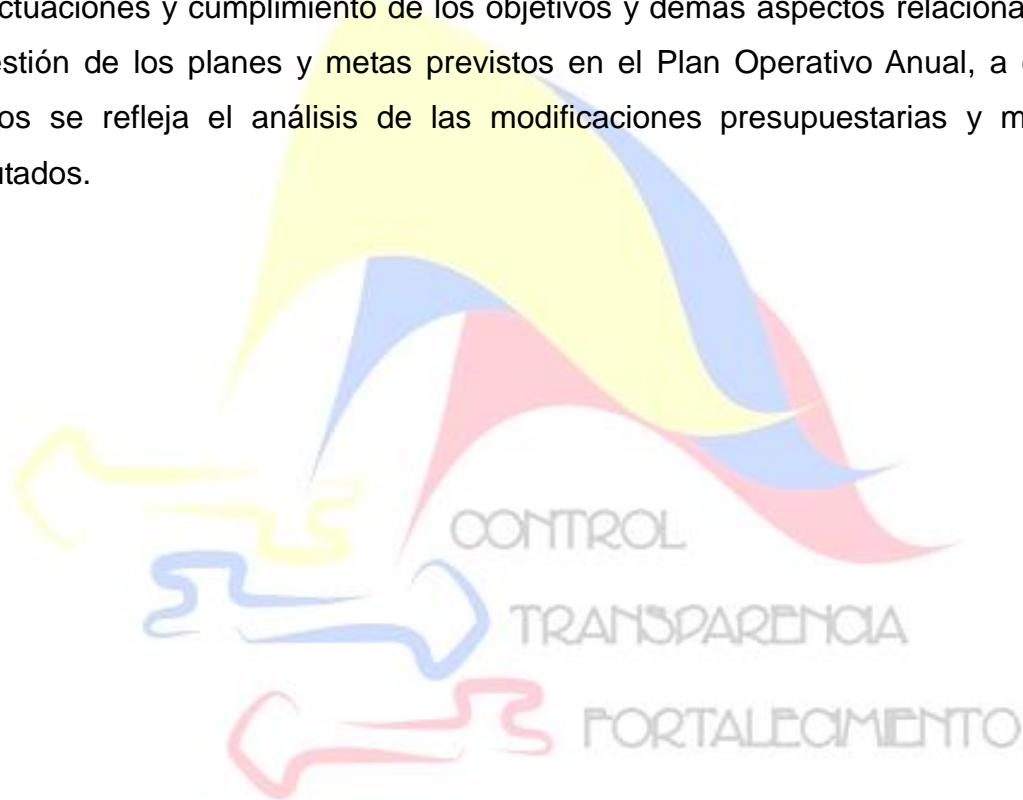 ctuaciones y cumplimiento de los objetivos y demás aspectos relaciona
estión de los planes y metas previstos en el Plan Operativo Anual, a
os se refleja el análisis de las modificaciones presupuestarias y m
utados.
CONTROL
TRANSPARENCIA
FORTALECIMIENTO